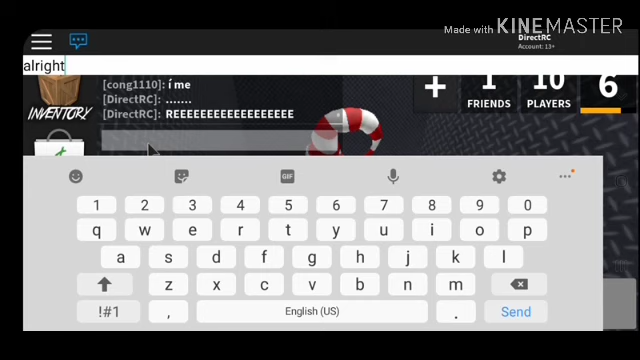 Made with KINEMASTER
DirectRC
Account: 13+
alright
[cong1110]: í me
[DirectRC]: .......
[DirectRC]: REEEEEEEEEEEEEEEEEEE
INVENTORY
+ 1 10 6
FRIENDS PLAYERS
GIF
1 2 3 4 5 6 7 8 9 0
q w e r t y u i o p
a s d f g h j k l
z x c v b n m
!#1 , English (US) . Send